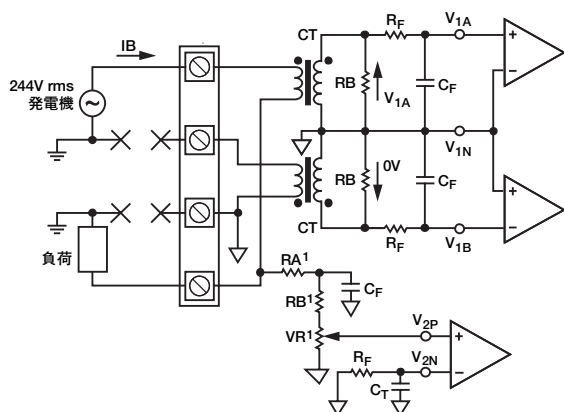 IB
CT
RF
V1A
244V rms
発電機
RB
V1A
CF
V1N
RB
0V
CF
負荷
CT
RF
V1B
RA1
CF
RB1
VR1
V2P
RF
V2N
CT
+
−
+
−
+
−